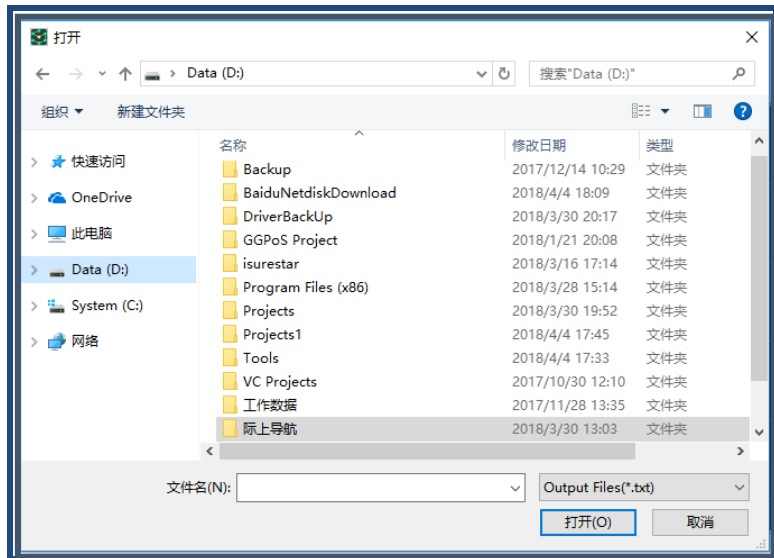 打开
Data (D:)
搜索"Data (D:)"
组织 新建文件夹
名称 修改日期 类型
快速访问
OneDrive
此电脑
Data (D:)
System (C:)
网络
Backup 2017/12/14 10:29 文件夹
BaiduNetdiskDownload 2018/4/4 18:09 文件夹
DriverBackUp 2018/3/30 20:17 文件夹
GGPoS Project 2018/1/21 20:08 文件夹
isurestar 2018/3/16 17:14 文件夹
Program Files (x86) 2018/3/28 15:14 文件夹
Projects 2018/3/30 19:52 文件夹
Projects1 2018/4/4 17:45 文件夹
Tools 2018/4/4 17:33 文件夹
VC Projects 2017/10/30 12:10 文件夹
工作数据 2017/11/28 13:35 文件夹
际上导航 2018/3/30 13:03 文件夹
文件名(N): Output Files(*.txt)
打开(O) 取消